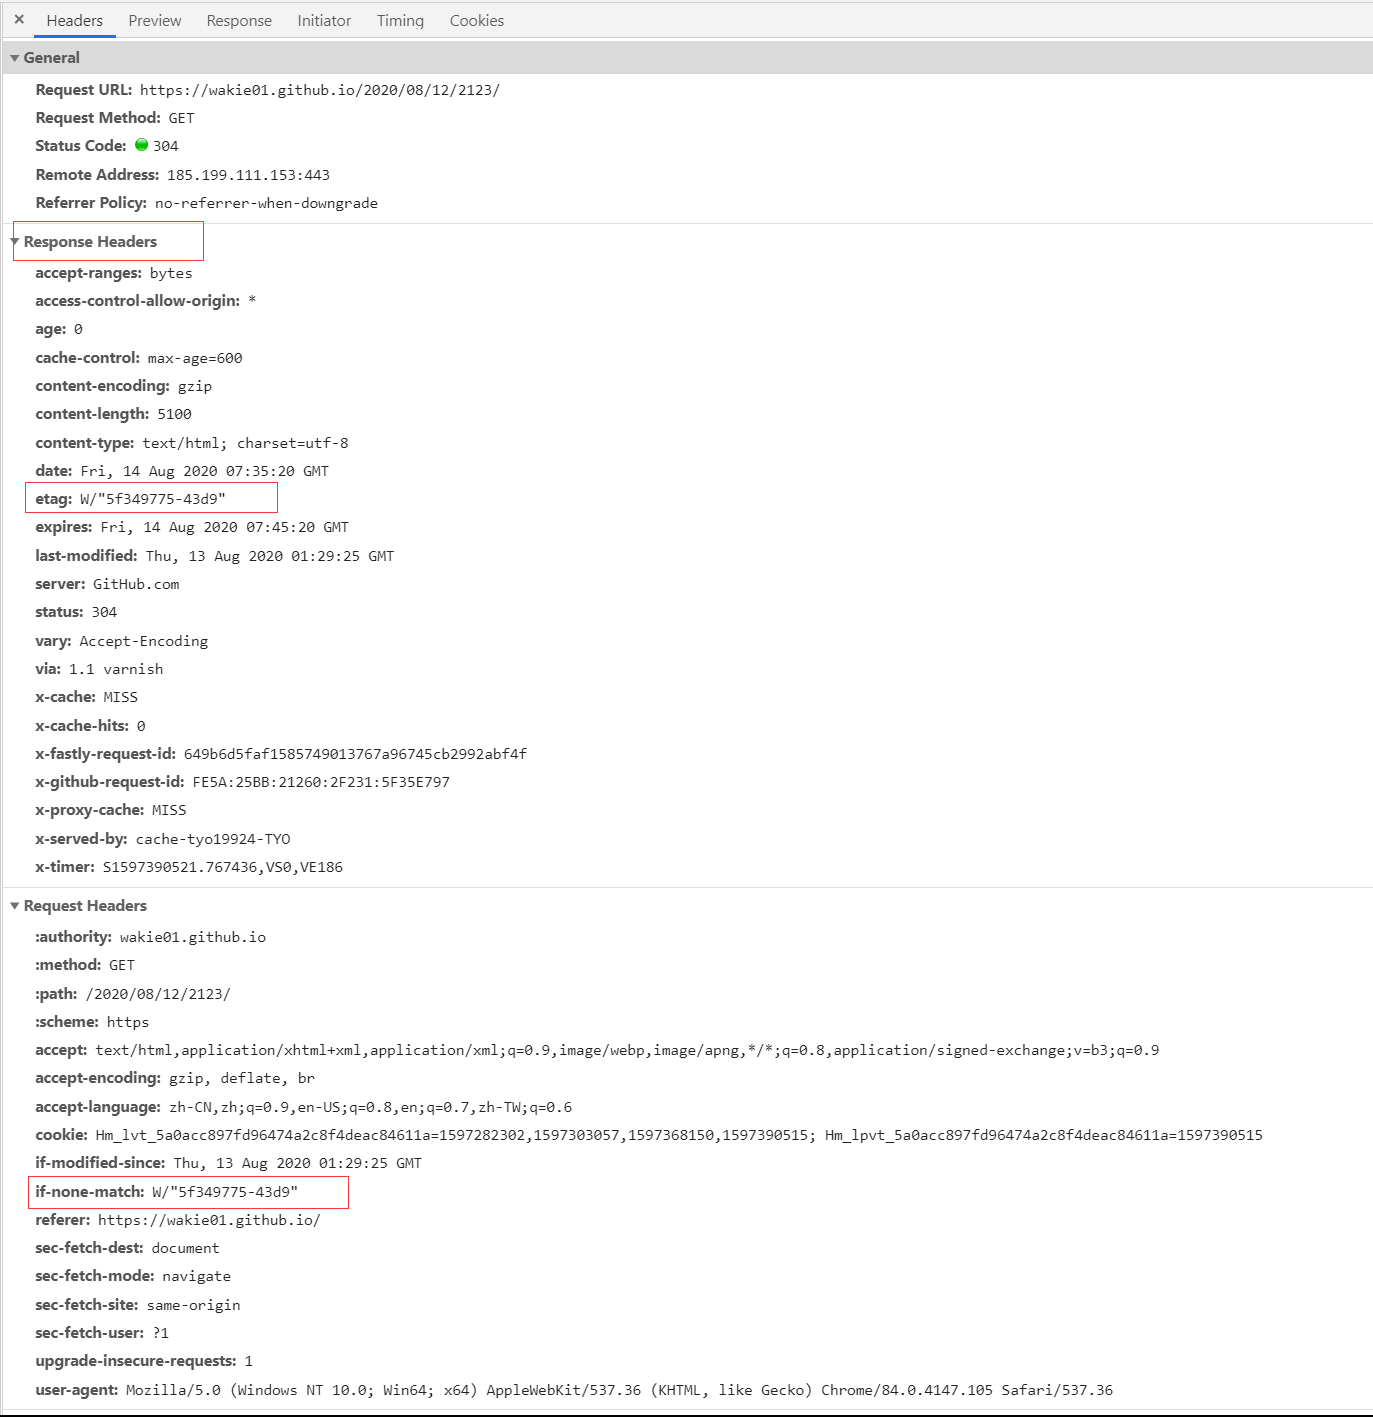 × Headers Preview Response Initiator Timing Cookies
▼ General
Request URL: https://wakie01.github.io/2020/08/12/2123/
Request Method: GET
Status Code: 304
Remote Address: 185.199.111.153:443
Referrer Policy: no-referrer-when-downgrade
▼ Response Headers
accept-ranges: bytes
access-control-allow-origin: *
age: 0
cache-control: max-age=600
content-encoding: gzip
content-length: 5100
content-type: text/html; charset=utf-8
date: Fri, 14 Aug 2020 07:35:20 GMT
etag: W/"5f349775-43d9"
expires: Fri, 14 Aug 2020 07:45:20 GMT
last-modified: Thu, 13 Aug 2020 01:29:25 GMT
server: GitHub.com
status: 304
vary: Accept-Encoding
via: 1.1 varnish
x-cache: MISS
x-cache-hits: 0
x-fastly-request-id: 649b6d5faf1585749013767a96745cb2992abf4f
x-github-request-id: FE5A:25BB:21260:2F231:5F35E797
x-proxy-cache: MISS
x-served-by: cache-tyo19924-TYO
x-timer: S1597390521.767436,VS0,VE186
▼ Request Headers
:authority: wakie01.github.io
:method: GET
:path: /2020/08/12/2123/
:scheme: https
accept: text/html,application/xhtml+xml,application/xml;q=0.9,image/webp,image/apng,*/*;q=0.8,application/signed-exchange;v=b3;q=0.9
accept-encoding: gzip, deflate, br
accept-language: zh-CN,zh;q=0.9,en-US;q=0.8,en;q=0.7,zh-TW;q=0.6
cookie: Hm_lvt_5a0acc897fd96474a2c8f4deac84611a=1597282302,1597303057,1597368150,1597390515; Hm_lpvt_5a0acc897fd96474a2c8f4deac84611a=1597390515
if-modified-since: Thu, 13 Aug 2020 01:29:25 GMT
if-none-match: W/"5f349775-43d9"
referer: https://wakie01.github.io/
sec-fetch-dest: document
sec-fetch-mode: navigate
sec-fetch-site: same-origin
sec-fetch-user: ?1
upgrade-insecure-requests: 1
user-agent: Mozilla/5.0 (Windows NT 10.0; Win64; x64) AppleWebKit/537.36 (KHTML, like Gecko) Chrome/84.0.4147.105 Safari/537.36